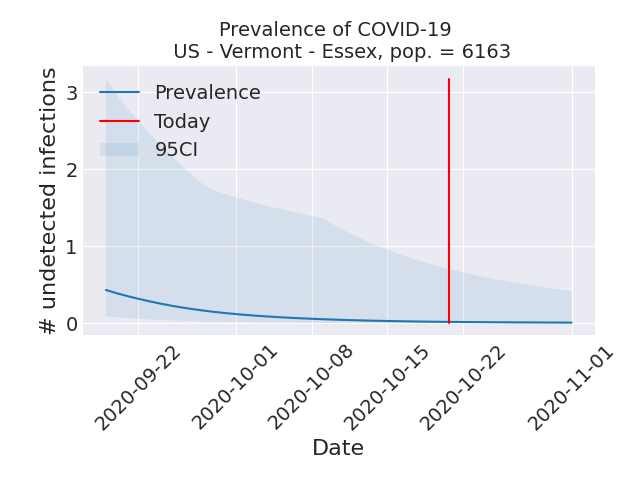 Prevalence of COVID-19
US - Vermont - Essex, pop. = 6163
# undetected infections
3
2
1
0
Prevalence
Today
95CI
2020-09-22
2020-10-01
2020-10-08
2020-10-15
2020-10-22
2020-11-01
Date